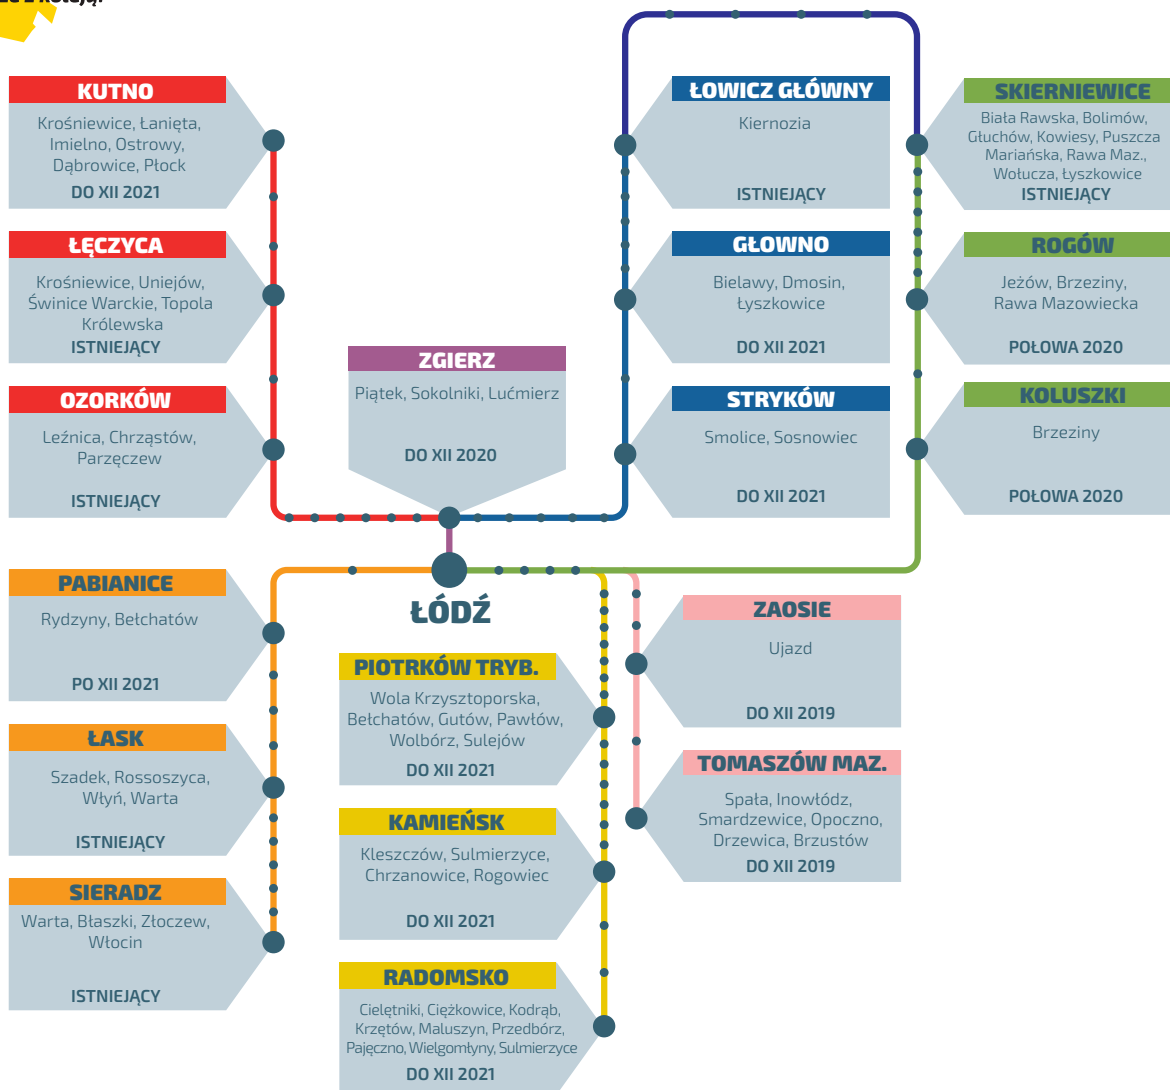 KUTNO
Krośniewice, Łanięta,
Imielno, Ostrowy,
Dąbrowice, Płock
DO XII 2021
ŁĘCZYCA
Krośniewice, Uniejów,
Świnice Warckie, Topola
Królewska
ISTNIEJĄCY
OZORKÓW
Leźnica, Chrząstów,
Parzęczew
ISTNIEJĄCY
ZGIERZ
Piątek, Sokolniki, Lućmierz
DO XII 2020
ŁOWICZ GŁÓWNY
Kiernozia
ISTNIEJĄCY
GŁOWNO
Bielawy, Dmosin,
Łyszkowice
DO XII 2021
STRYKÓW
Smolice, Sosnowiec
DO XII 2021
SKIERNIEWICE
Biała Rawska, Bolimów,
Głuchów, Kowiesy, Puszcza
Mariańska, Rawa Maz.,
Wołucza, Łyszkowice
ISTNIEJĄCY
ROGÓW
Jeżów, Brzeziny,
Rawa Mazowiecka
POŁOWA 2020
KOLUSZKI
Brzeziny
POŁOWA 2020
ŁÓDŹ
PABIANICE
Rydzyny, Bełchatów
PO XII 2021
ŁASK
Szadek, Rossoszyca,
Włyń, Warta
ISTNIEJĄCY
SIERADZ
Warta, Błaszki, Złoczew,
Włocin
ISTNIEJĄCY
PIOTRKÓW TRYB.
Wola Krzysztoporska,
Bełchatów, Gutów, Pawłów,
Wolbórz, Sulejów
DO XII 2021
KAMIEŃSK
Kleszczów, Sulmierzyce,
Chrzanowice, Rogowiec
DO XII 2021
RADOMSKO
Cielętniki, Ciężkowice, Kodrąb,
Krzętów, Maluszyn, Przedbórz,
Pajęczno, Wielgomłyny, Sulmierzyce
DO XII 2021
ZAOSIE
Ujazd
DO XII 2019
TOMASZÓW MAZ.
Spała, Inowłódz,
Smardzewice, Opoczno,
Drzewica, Brzustów
DO XII 2019